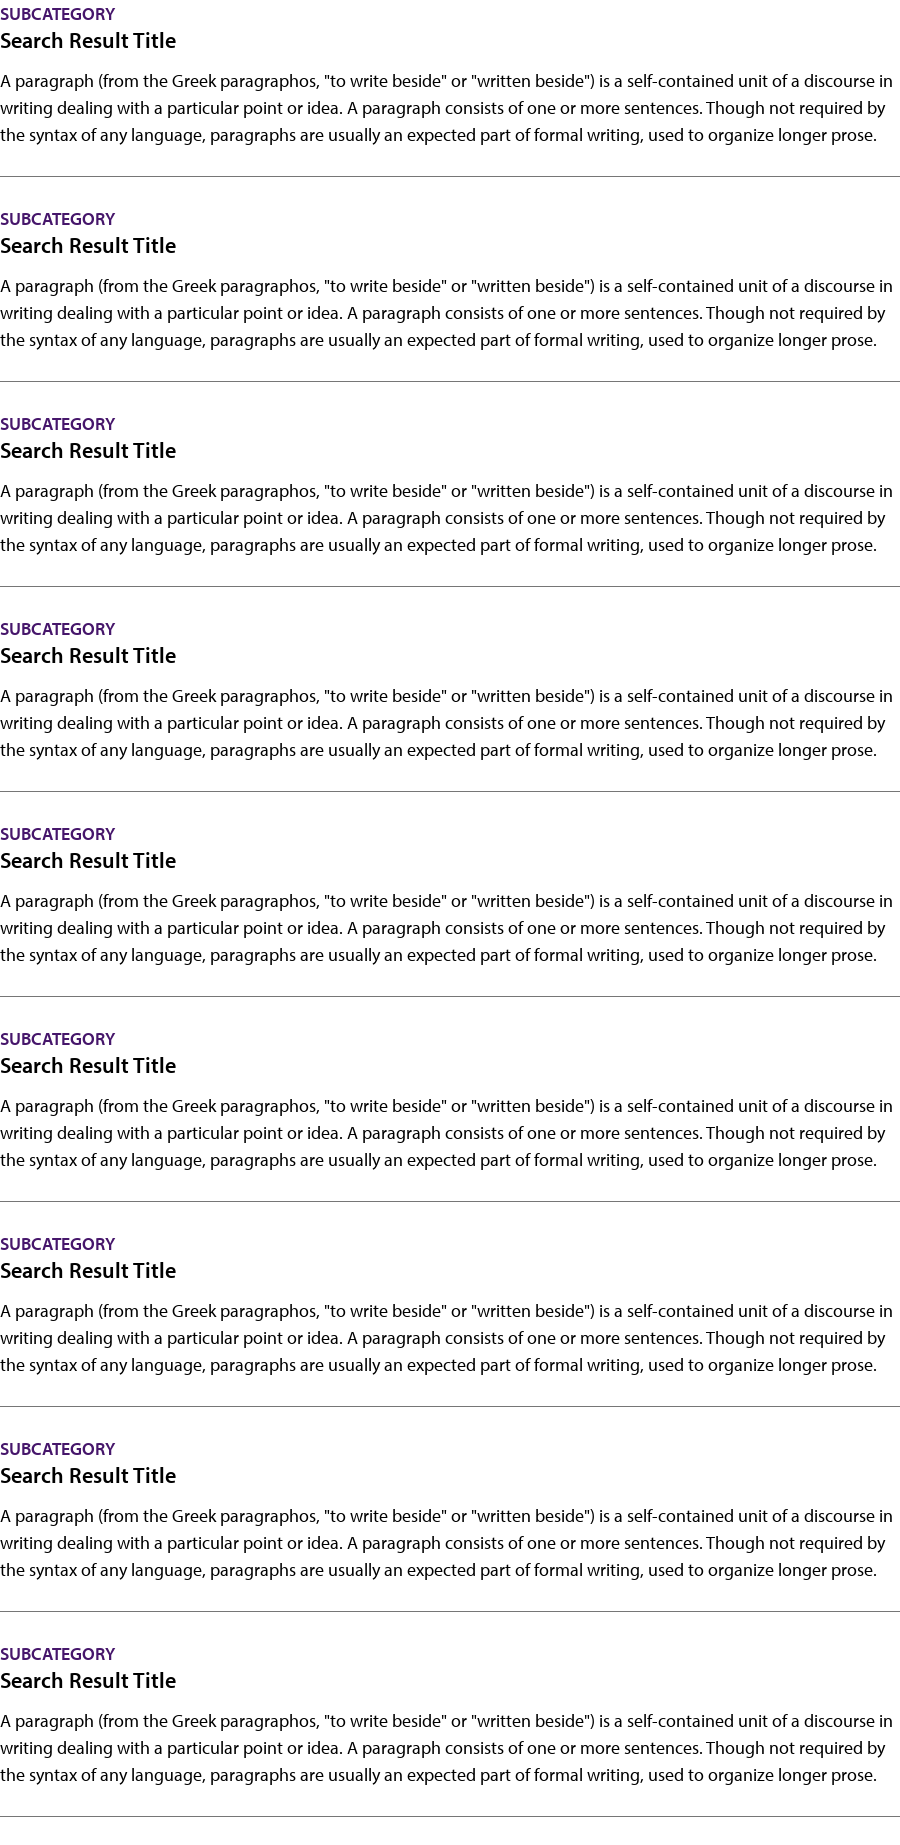 SUBCATEGORY
Search Result Title
A paragraph (from the Greek paragraphos, "to write beside" or "written beside") is a self-contained unit of a discourse in
writing dealing with a particular point or idea. A paragraph consists of one or more sentences. Though not required by
the syntax of any language, paragraphs are usually an expected part of formal writing, used to organize longer prose.
SUBCATEGORY
Search Result Title
A paragraph (from the Greek paragraphos, "to write beside" or "written beside") is a self-contained unit of a discourse in
writing dealing with a particular point or idea. A paragraph consists of one or more sentences. Though not required by
the syntax of any language, paragraphs are usually an expected part of formal writing, used to organize longer prose.
SUBCATEGORY
Search Result Title
A paragraph (from the Greek paragraphos, "to write beside" or "written beside") is a self-contained unit of a discourse in
writing dealing with a particular point or idea. A paragraph consists of one or more sentences. Though not required by
the syntax of any language, paragraphs are usually an expected part of formal writing, used to organize longer prose.
SUBCATEGORY
Search Result Title
A paragraph (from the Greek paragraphos, "to write beside" or "written beside") is a self-contained unit of a discourse in
writing dealing with a particular point or idea. A paragraph consists of one or more sentences. Though not required by
the syntax of any language, paragraphs are usually an expected part of formal writing, used to organize longer prose.
SUBCATEGORY
Search Result Title
A paragraph (from the Greek paragraphos, "to write beside" or "written beside") is a self-contained unit of a discourse in
writing dealing with a particular point or idea. A paragraph consists of one or more sentences. Though not required by
the syntax of any language, paragraphs are usually an expected part of formal writing, used to organize longer prose.
SUBCATEGORY
Search Result Title
A paragraph (from the Greek paragraphos, "to write beside" or "written beside") is a self-contained unit of a discourse in
writing dealing with a particular point or idea. A paragraph consists of one or more sentences. Though not required by
the syntax of any language, paragraphs are usually an expected part of formal writing, used to organize longer prose.
SUBCATEGORY
Search Result Title
A paragraph (from the Greek paragraphos, "to write beside" or "written beside") is a self-contained unit of a discourse in
writing dealing with a particular point or idea. A paragraph consists of one or more sentences. Though not required by
the syntax of any language, paragraphs are usually an expected part of formal writing, used to organize longer prose.
SUBCATEGORY
Search Result Title
A paragraph (from the Greek paragraphos, "to write beside" or "written beside") is a self-contained unit of a discourse in
writing dealing with a particular point or idea. A paragraph consists of one or more sentences. Though not required by
the syntax of any language, paragraphs are usually an expected part of formal writing, used to organize longer prose.
SUBCATEGORY
Search Result Title
A paragraph (from the Greek paragraphos, "to write beside" or "written beside") is a self-contained unit of a discourse in
writing dealing with a particular point or idea. A paragraph consists of one or more sentences. Though not required by
the syntax of any language, paragraphs are usually an expected part of formal writing, used to organize longer prose.